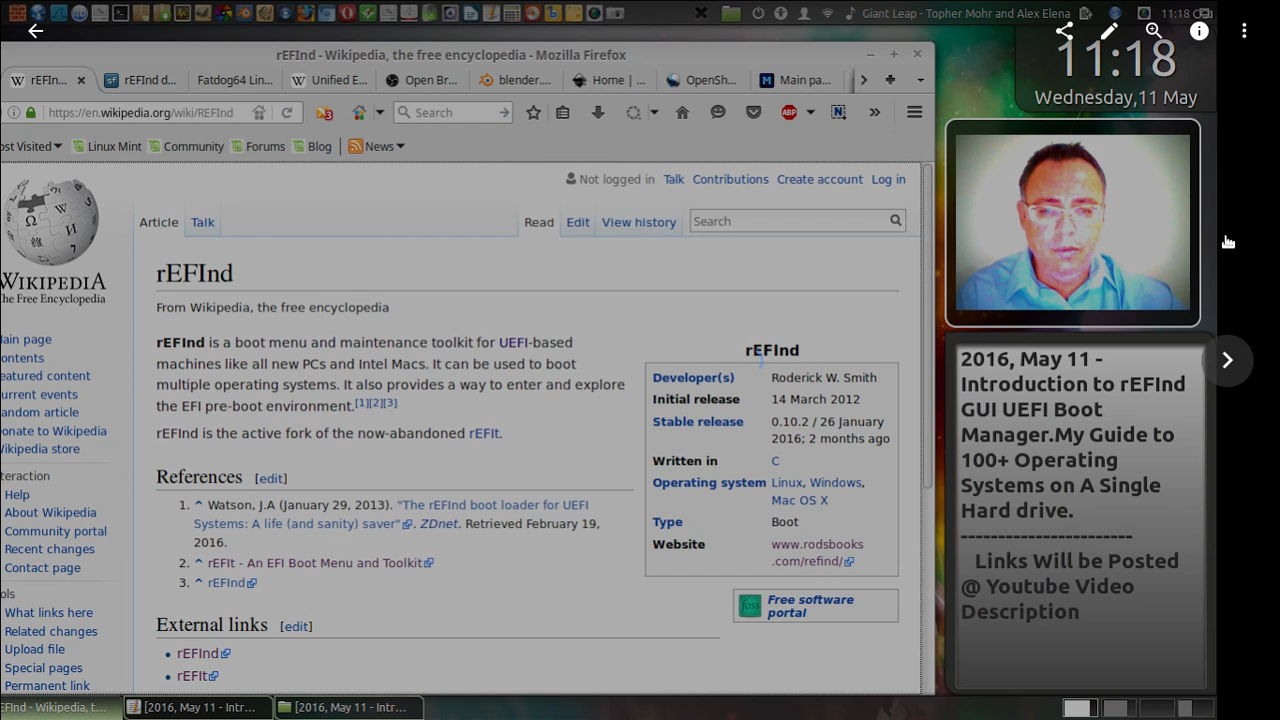 Giant Leap - Topher Mohr and Alex Elena
11:18
rEFInd - Wikipedia, the free encyclopedia - Mozilla Firefox
rEFIn...
rEFInd d...
Fatdog64 Lin...
Unified E...
Open Br...
blender....
Home | ...
OpenSh...
Main pa...
11:18
Wednesday,11 May
https://en.wikipedia.org/wiki/REFInd
Search
ABP
ost Visited
Linux Mint
Community
Forums
Blog
News
Not logged in Talk Contributions Create account Log in
Article Talk Read Edit View history Search
WIKIPEDIA
The Free Encyclopedia
ain page
ontents
eatured content
urrent events
andom article
onate to Wikipedia
Wikipedia store
teraction
Help
About Wikipedia
Community portal
Recent changes
Contact page
ols
What links here
Related changes
Upload file
Special pages
Permanent link
rEFInd
From Wikipedia, the free encyclopedia
rEFInd is a boot menu and maintenance toolkit for UEFI-based
machines like all new PCs and Intel Macs. It can be used to boot
multiple operating systems. It also provides a way to enter and explore
the EFI pre-boot environment.[1][2][3]
rEFInd is the active fork of the now-abandoned rEFIt.
References [edit]
1. ^ Watson, J.A (January 29, 2013). "The rEFInd boot loader for UEFI
Systems: A life (and sanity) saver". ZDnet. Retrieved February 19,
2016.
2. ^ rEFIt - An EFI Boot Menu and Toolkit
3. ^ rEFInd
External links [edit]
• rEFInd
• rEFIt
rEFInd
Developer(s) Roderick W. Smith
Initial release 14 March 2012
Stable release 0.10.2 / 26 January
2016; 2 months ago
Written in C
Operating system Linux, Windows,
Mac OS X
Type Boot
Website www.rodsbooks
.com/refind/
foss Free software
portal
2016, May 11 -
Introduction to rEFInd
GUI UEFI Boot
Manager.My Guide to
100+ Operating
Systems on A Single
Hard drive.
-----------------------
Links Will be Posted
@ Youtube Video
Description
EFInd - Wikipedia, t...
[2016, May 11 - Intr...
[2016, May 11 - Intr...